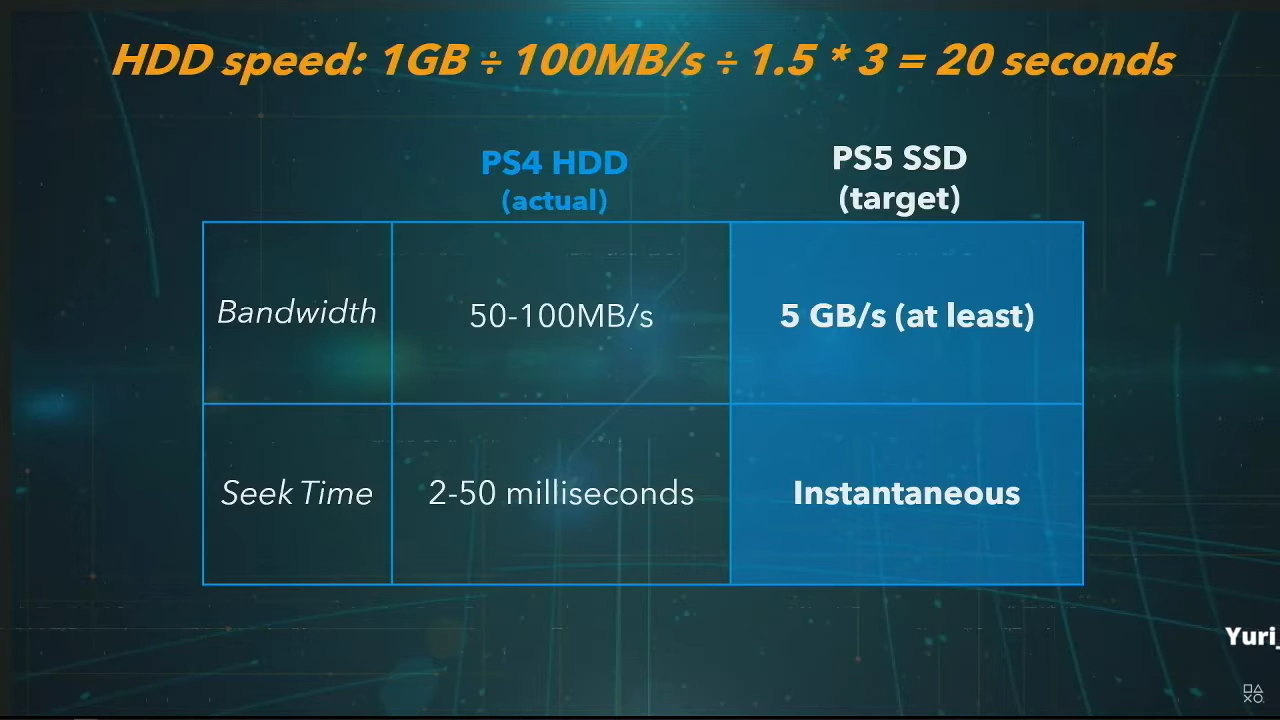 HDD speed: 1GB ÷ 100MB/s ÷ 1.5 * 3 = 20 seconds
PS4 HDD
(actual)
PS5 SSD
(target)
Bandwidth
50-100MB/s
5 GB/s (at least)
Seek Time
2-50 milliseconds
Instantaneous
Yuri_